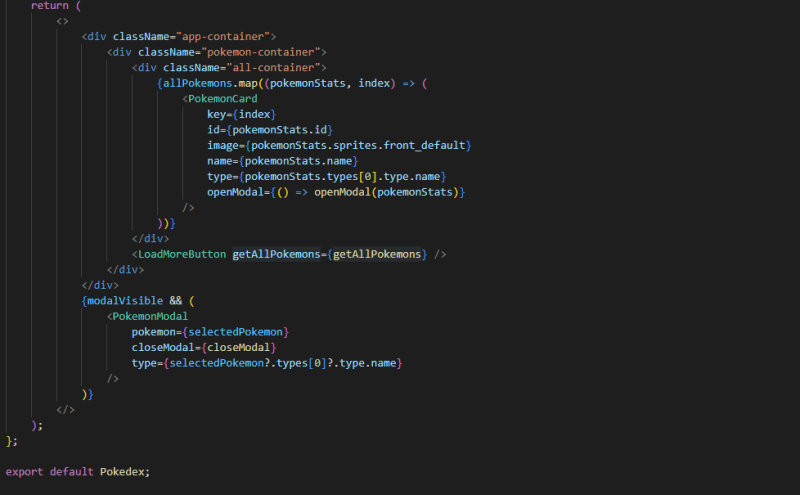 return (
<>
<div className="app-container">
<div className="pokemon-container">
<div className="all-container">
{allPokemons.map((pokemonStats, index) => (
<PokemonCard
key={index}
id={pokemonStats.id}
image={pokemonStats.sprites.front_default}
name={pokemonStats.name}
type={pokemonStats.types[0].type.name}
openModal={() => openModal(pokemonStats)}
/>
))}
</div>
<LoadMoreButton getAllPokemons={getAllPokemons} />
</div>
</div>
{modalVisible && (
<PokemonModal
pokemon={selectedPokemon}
closeModal={closeModal}
type={selectedPokemon?.types[0]?.type.name}
/>
)}
</>
);
};
export default Pokedex;